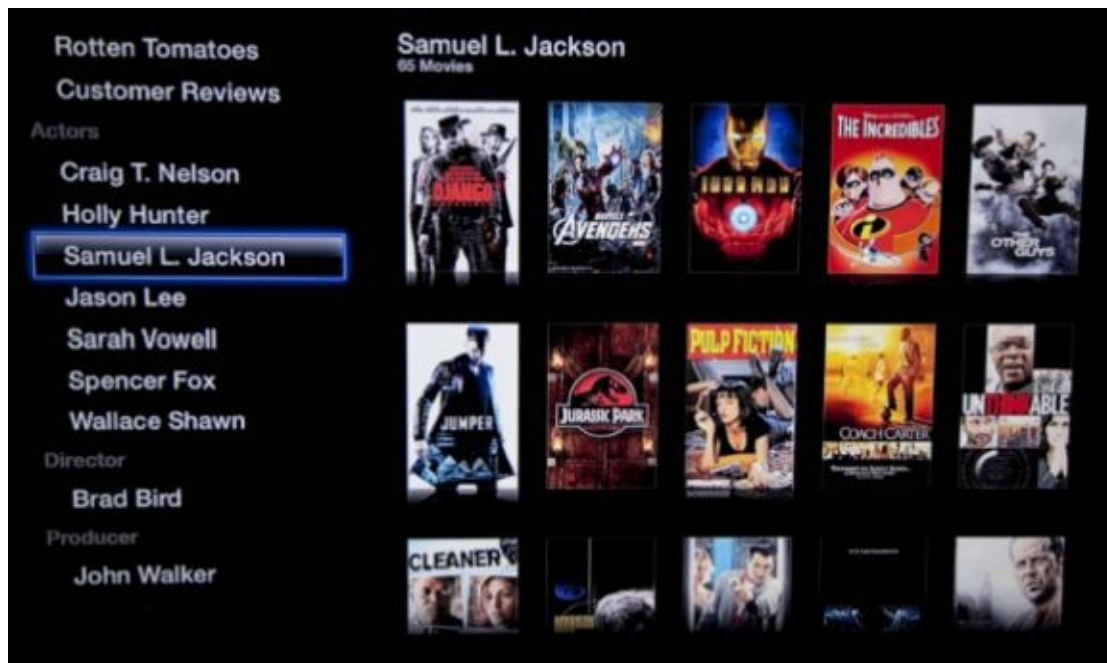 Rotten Tomatoes
Customer Reviews
Actors
Craig T. Nelson
Holly Hunter
Samuel L. Jackson
Jason Lee
Sarah Vowell
Spencer Fox
Wallace Shawn
Director
Brad Bird
Producer
John Walker
Samuel L. Jackson
65 Movies
DJANGO
MARVEL'S
AVENGERS
IRON MAN
THE INCREDIBLES
THE
OTHER
GUYS
JUMPER
JURASSIC PARK
PULP FICTION
COACH CARTER
UNTHINKABLE
CLEANER